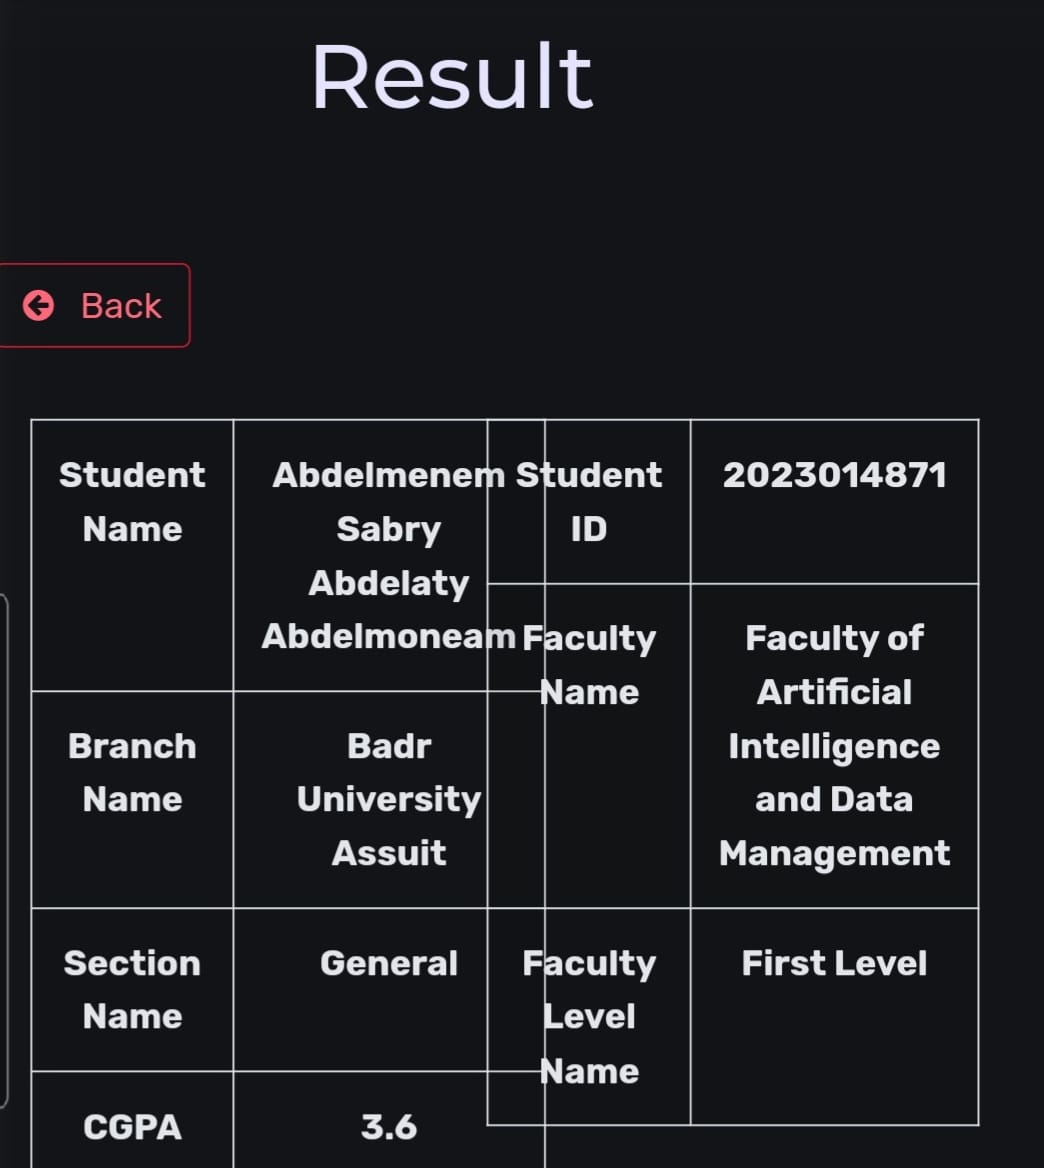 Result
Back
Student
Name
Abdelmenem
Sabry
Abdelaty
Abdelmoneam
Student
ID
2023014871
Branch
Name
Badr
University
Assuit
Faculty
Name
Faculty of
Artificial
Intelligence
and Data
Management
Section
Name
General
Faculty
Level
Name
First Level
CGPA
3.6